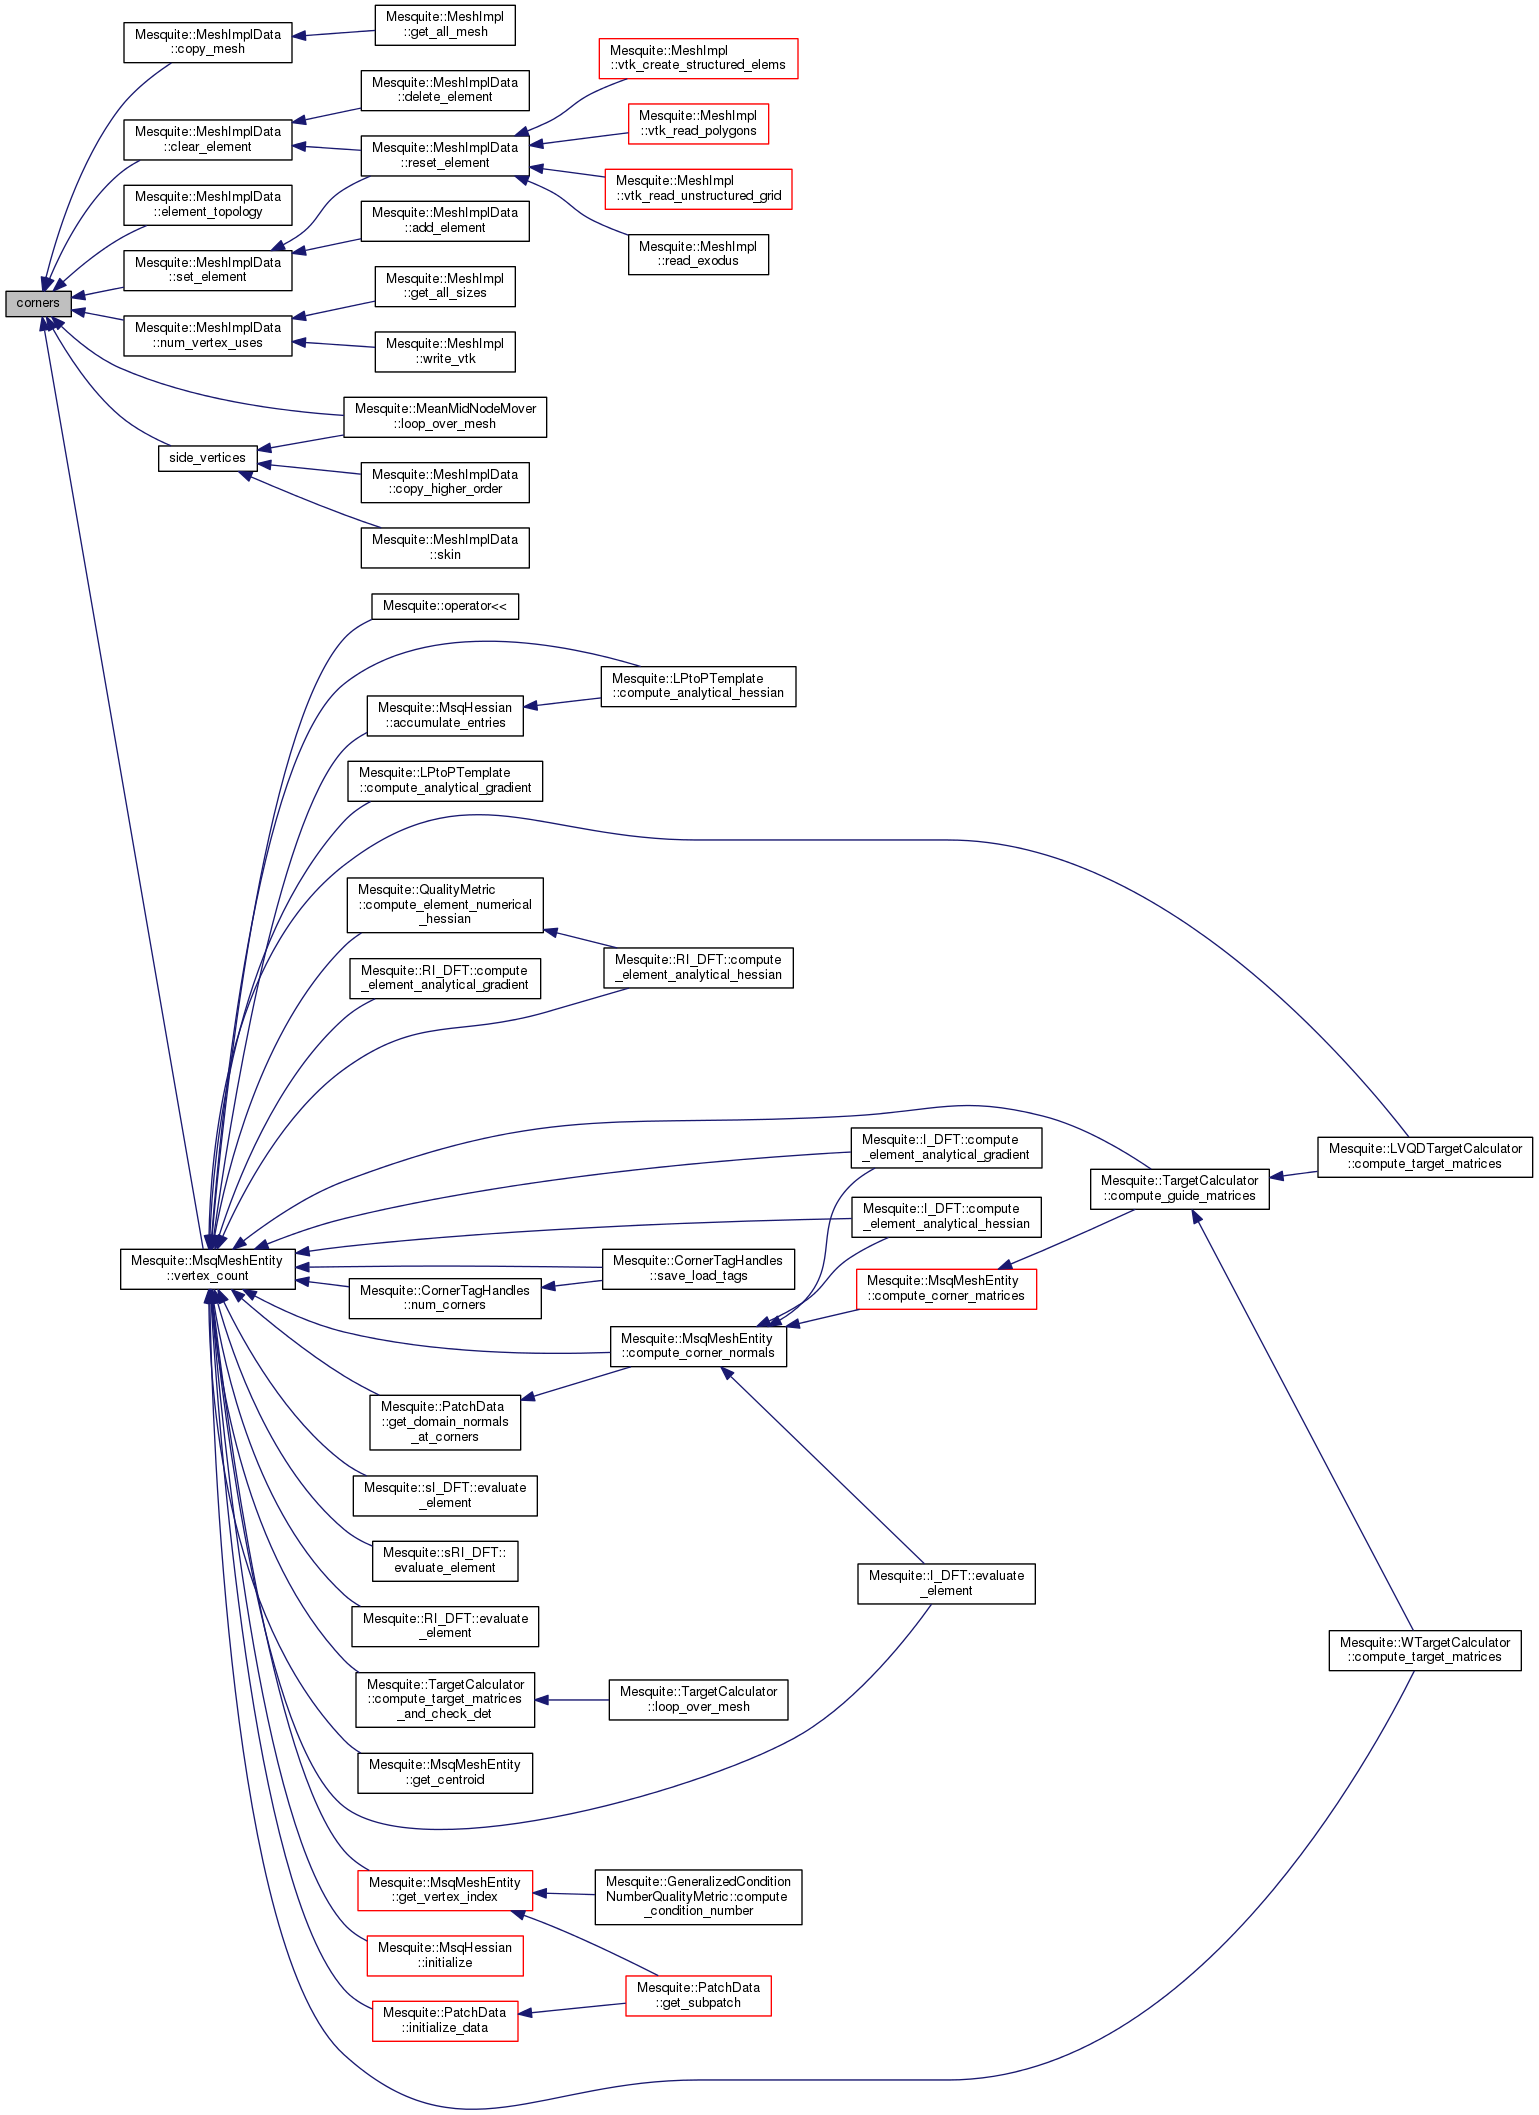 Mesquite::MeshImplData
::copy_mesh
Mesquite::MeshImpl
::get_all_mesh
Mesquite::MeshImpl
::vtk_create_structured_elems
Mesquite::MeshImplData
::delete_element
Mesquite::MeshImpl
::vtk_read_polygons
Mesquite::MeshImplData
::clear_element
Mesquite::MeshImplData
::reset_element
Mesquite::MeshImpl
::vtk_read_unstructured_grid
Mesquite::MeshImplData
::element_topology
Mesquite::MeshImplData
::add_element
Mesquite::MeshImpl
::read_exodus
Mesquite::MeshImplData
::set_element
Mesquite::MeshImpl
::get_all_sizes
corners
Mesquite::MeshImplData
::num_vertex_uses
Mesquite::MeshImpl
::write_vtk
Mesquite::MeanMidNodeMover
::loop_over_mesh
side_vertices
Mesquite::MeshImplData
::copy_higher_order
Mesquite::MeshImplData
::skin
Mesquite::operator<<
Mesquite::LPtoPTemplate
::compute_analytical_hessian
Mesquite::MsqHessian
::accumulate_entries
Mesquite::LPtoPTemplate
::compute_analytical_gradient
Mesquite::QualityMetric
::compute_element_numerical
_hessian
Mesquite::RI_DFT::compute
_element_analytical_hessian
Mesquite::RI_DFT::compute
_element_analytical_gradient
Mesquite::I_DFT::compute
_element_analytical_gradient
Mesquite::LVQDTargetCalculator
::compute_target_matrices
Mesquite::TargetCalculator
::compute_guide_matrices
Mesquite::I_DFT::compute
_element_analytical_hessian
Mesquite::MsqMeshEntity
::vertex_count
Mesquite::CornerTagHandles
::save_load_tags
Mesquite::CornerTagHandles
::num_corners
Mesquite::MsqMeshEntity
::compute_corner_matrices
Mesquite::MsqMeshEntity
::compute_corner_normals
Mesquite::PatchData
::get_domain_normals
_at_corners
Mesquite::sI_DFT::evaluate
_element
Mesquite::sRI_DFT::
evaluate_element
Mesquite::I_DFT::evaluate
_element
Mesquite::RI_DFT::evaluate
_element
Mesquite::WTargetCalculator
::compute_target_matrices
Mesquite::TargetCalculator
::compute_target_matrices
_and_check_det
Mesquite::TargetCalculator
::loop_over_mesh
Mesquite::MsqMeshEntity
::get_centroid
Mesquite::MsqMeshEntity
::get_vertex_index
Mesquite::GeneralizedCondition
NumberQualityMetric::compute
_condition_number
Mesquite::MsqHessian
::initialize
Mesquite::PatchData
::get_subpatch
Mesquite::PatchData
::initialize_data